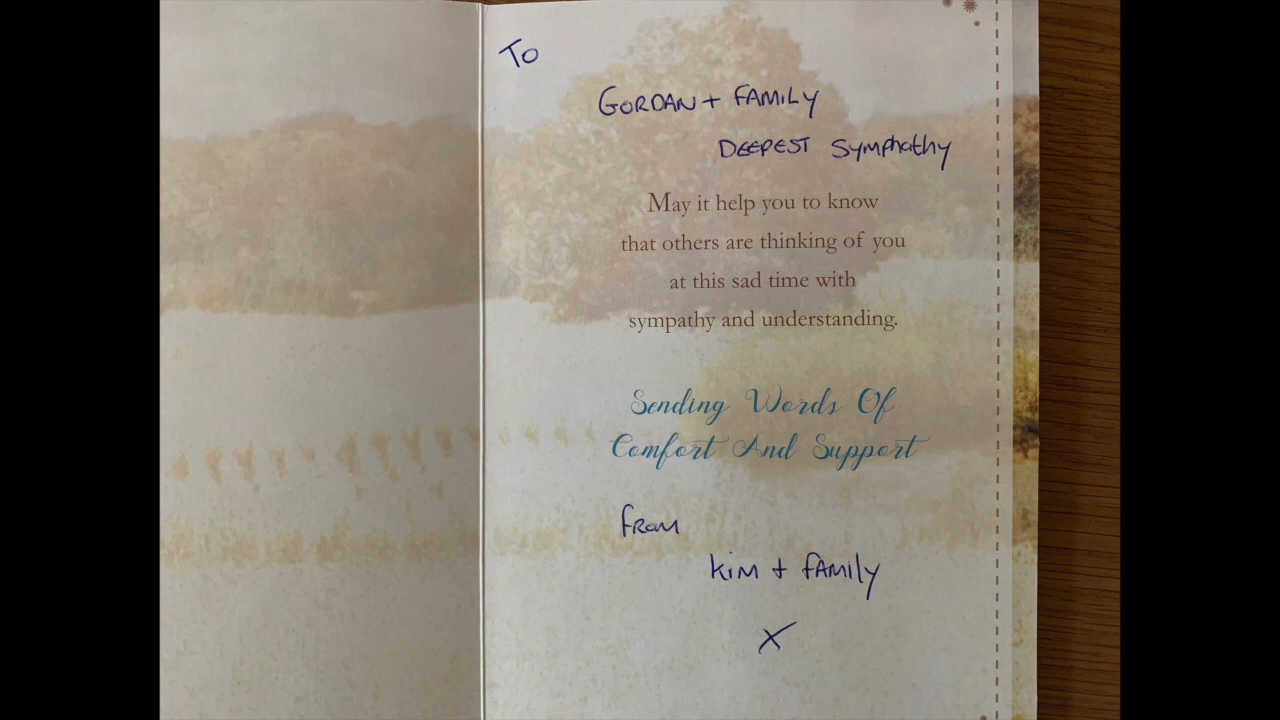 To
GORDAN + FAMILY
DEEPEST Symphathy
May it help you to know
that others are thinking of you
at this sad time with
sympathy and understanding.
Sending Words Of
Comfort And Support
From
Kim + FAMILY
X